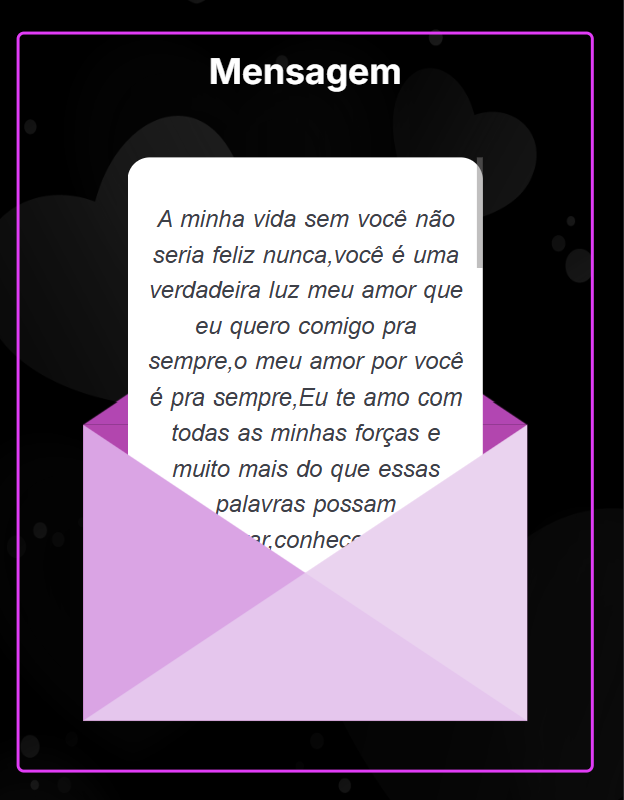 Mensagem
A minha vida sem você não
seria feliz nunca,você é uma
verdadeira luz meu amor que
eu quero comigo pra
sempre,o meu amor por você
é pra sempre,Eu te amo com
todas as minhas forças e
muito mais do que essas
palavras possam